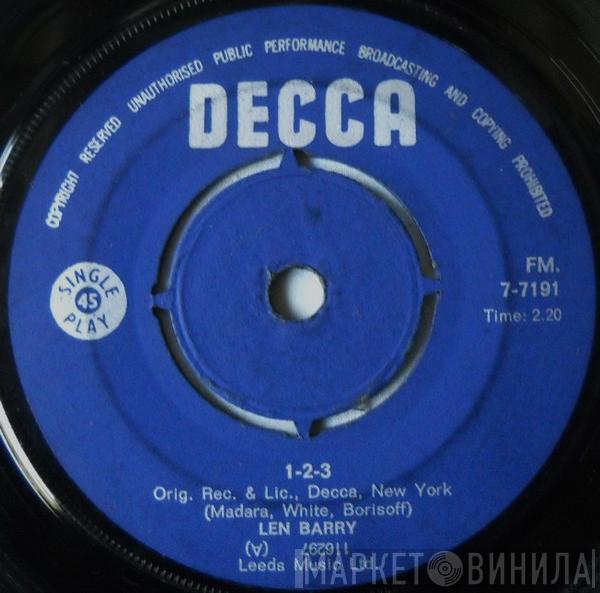 COPYRIGHT RESERVED UNAUTHORISED PUBLIC PERFORMANCE BROADCASTING AND COPYING PROHIBITED
DECCA
SINGLE
45
PLAY
FM.
7-7191
Time: 2.20
1-2-3
Orig. Rec. & Lic., Decca, New York
(Madara, White, Borisoff)
LEN BARRY
116297 (A)
Leeds Music Ltd.
МАРКЕТ ВИНИЛА